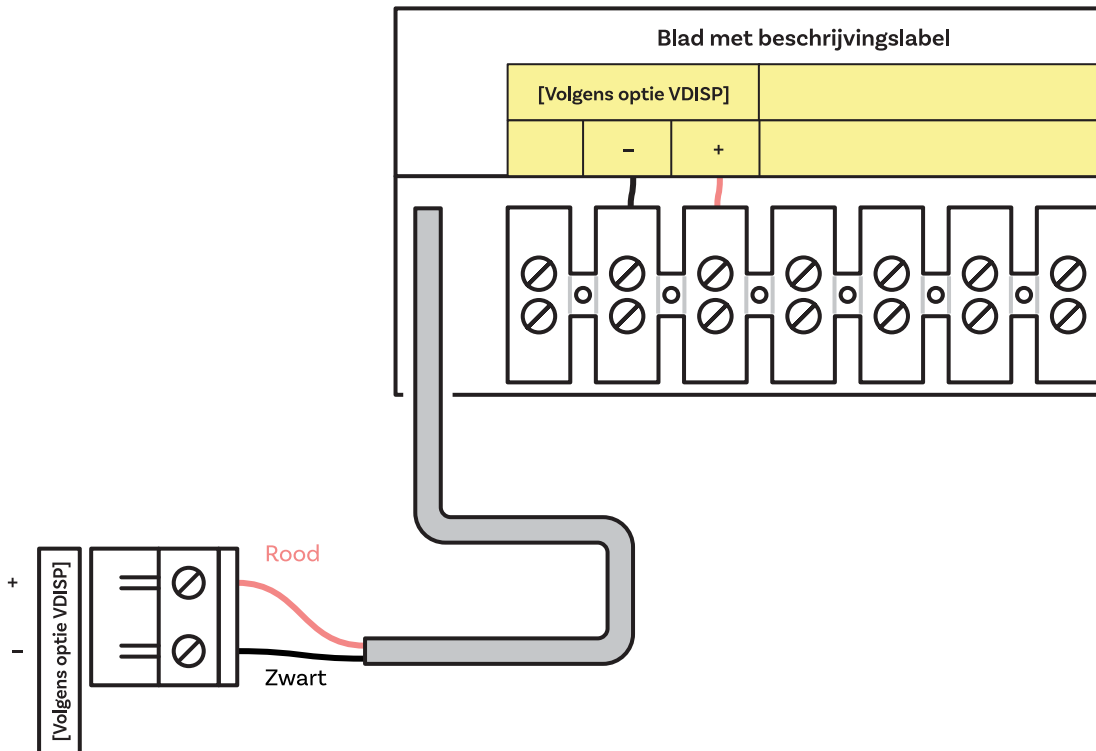 Blad met beschrijvingslabel
[Volgens optie VDISP]
– +
Rood
+
–
[Volgens optie VDISP]
Zwart